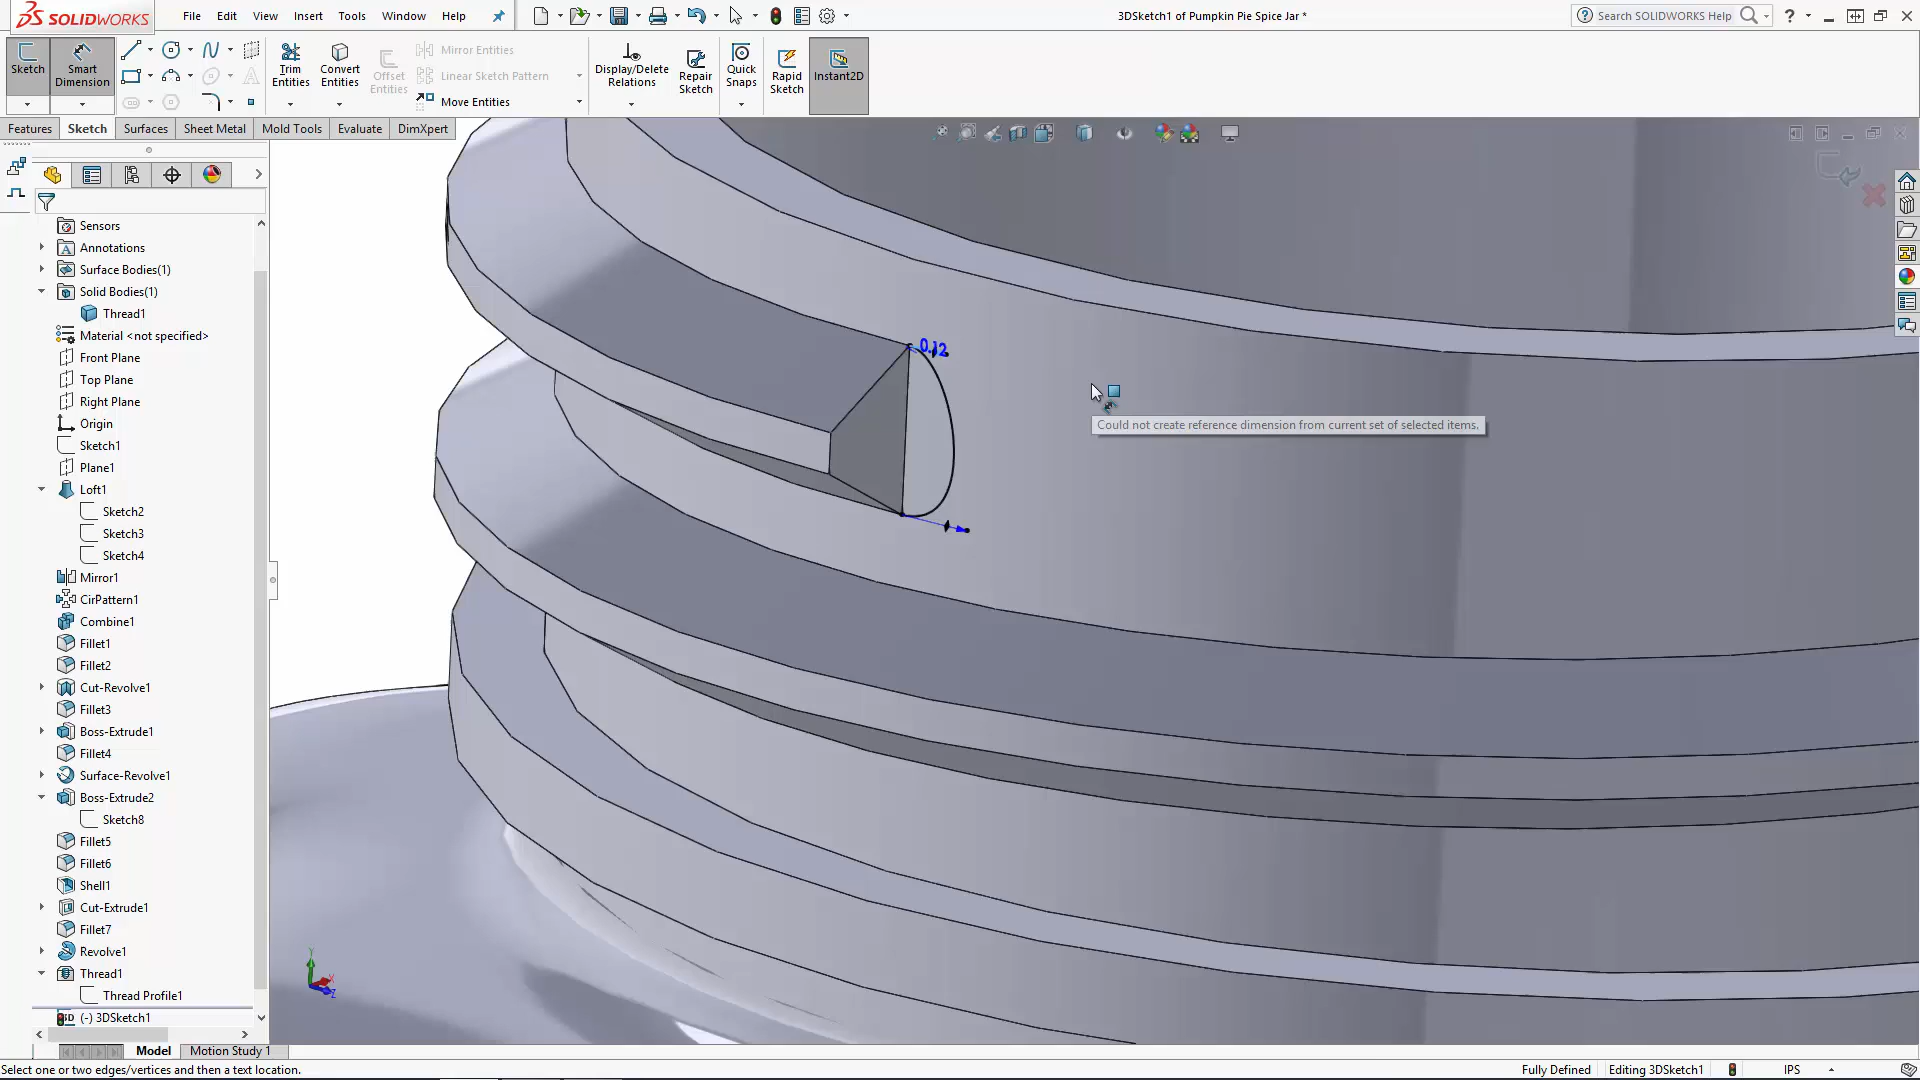 SOLIDWORKS
File Edit View Insert Tools Window Help
3DSketch1 of Pumpkin Pie Spice Jar *
Search SOLIDWORKS Help
Sketch
Smart Dimension
Trim Entities
Convert Entities
Offset Entities
Mirror Entities
Linear Sketch Pattern
Move Entities
Display/Delete Relations
Repair Sketch
Quick Snaps
Rapid Sketch
Instant2D
Features Sketch Surfaces Sheet Metal Mold Tools Evaluate DimXpert
Sensors
Annotations
Surface Bodies(1)
Solid Bodies(1)
Thread1
Material <not specified>
Front Plane
Top Plane
Right Plane
Origin
Sketch1
Plane1
Loft1
Sketch2
Sketch3
Sketch4
Mirror1
CirPattern1
Combine1
Fillet1
Fillet2
Cut-Revolve1
Fillet3
Boss-Extrude1
Fillet4
Surface-Revolve1
Boss-Extrude2
Sketch8
Fillet5
Fillet6
Shell1
Cut-Extrude1
Fillet7
Revolve1
Thread1
Thread Profile1
3D (-) 3DSketch1
0.12
Could not create reference dimension from current set of selected items.
Y
X
Z
Model Motion Study 1
Select one or two edges/vertices and then a text location.
Fully Defined Editing 3DSketch1 IPS